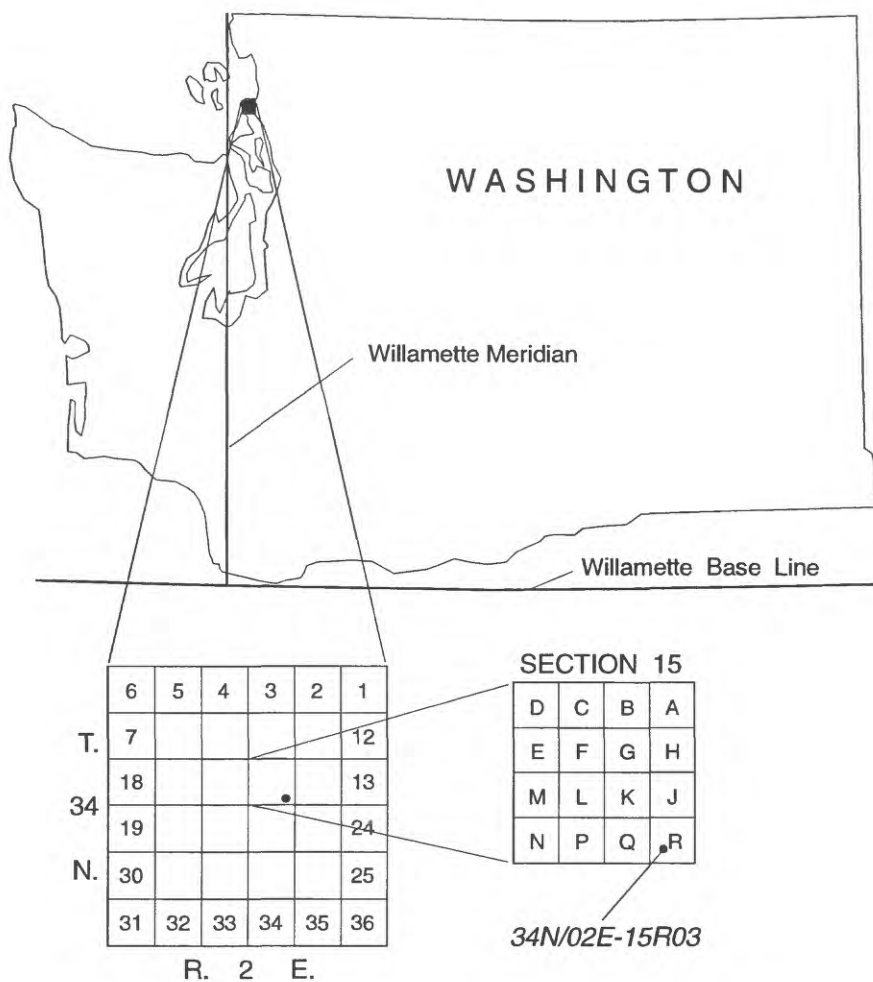 WASHINGTON
Willamette Meridian
Willamette Base Line
6 5 4 3 2 1
7 12
18 13
19 24
30 25
31 32 33 34 35 36
T.
34
N.
R. 2 E.
SECTION 15
D C B A
E F G H
M L K J
N P Q R
34N/02E-15R03